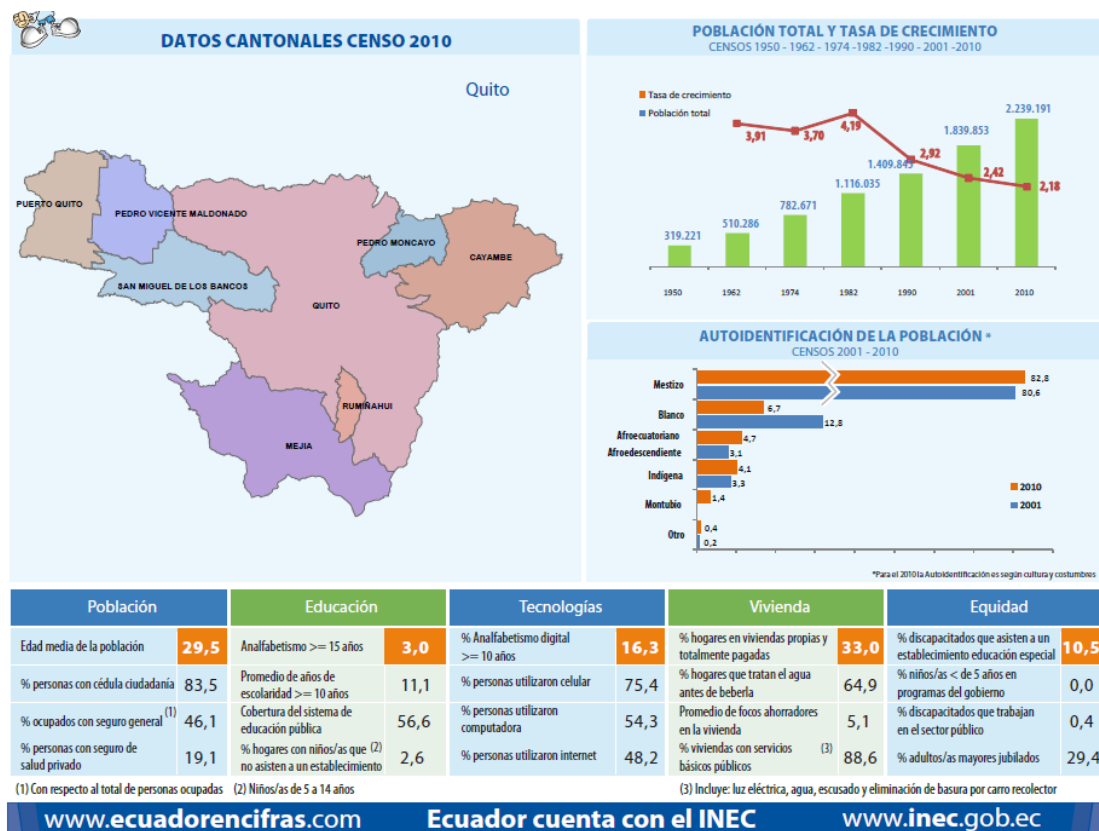 DATOS CANTONALES CENSO 2010
Quito
PUERTO QUITO
PEDRO VICENTE MALDONADO
PEDRO MONCAYO
CAYAMBE
SAN MIGUEL DE LOS BANCOS
QUITO
RUMIÑAHUI
MEJIA
POBLACIÓN TOTAL Y TASA DE CRECIMIENTO
CENSOS 1950 - 1962 - 1974 -1982 -1990 - 2001 -2010
Tasa de crecimiento
Población total
3,91
3,70
4,19
2,92
2,42
2,18
319.221
510.286
782.671
1.116.035
1.409.845
1.839.853
2.239.191
1950 1962 1974 1982 1990 2001 2010
AUTOIDENTIFICACIÓN DE LA POBLACIÓN *
CENSOS 2001 - 2010
Mestizo 82,8
80,6
Blanco 6,7
12,8
Afroecuatoriano 4,7
Afrodescendiente 3,1
Indígena 4,1
3,3
Montubio 1,4
Otro 0,4
0,2
2010
2001
*Para el 2010 la Autoidentificación es según cultura y costumbres
Población
Edad media de la población 29,5
% personas con cédula ciudadanía 83,5
% ocupados con seguro general (1) 46,1
% personas con seguro de
salud privado 19,1
Educación
Analfabetismo >= 15 años 3,0
Promedio de años de
escolaridad >= 10 años 11,1
Cobertura del sistema de
educación pública 56,6
% hogares con niños/as que (2)
no asisten a un establecimiento 2,6
Tecnologías
% Analfabetismo digital
>= 10 años 16,3
% personas utilizaron celular 75,4
% personas utilizaron
computadora 54,3
% personas utilizaron internet 48,2
Vivienda
% hogares en viviendas propias y
totalmente pagadas 33,0
% hogares que tratan el agua
antes de beberla 64,9
Promedio de focos ahorradores
en la vivienda 5,1
% viviendas con servicios (3)
básicos públicos 88,6
Equidad
% discapacitados que asisten a un
establecimiento educación especial 10,5
% niños/as < de 5 años en
programas del gobierno 0,0
% discapacitados que trabajan
en el sector público 0,4
% adultos/as mayores jubilados 29,4
(1) Con respecto al total de personas ocupadas (2) Niños/as de 5 a 14 años
(3) Incluye: luz eléctrica, agua, escusado y eliminación de basura por carro recolector
www.ecuadorencifras.com Ecuador cuenta con el INEC www.inec.gob.ec